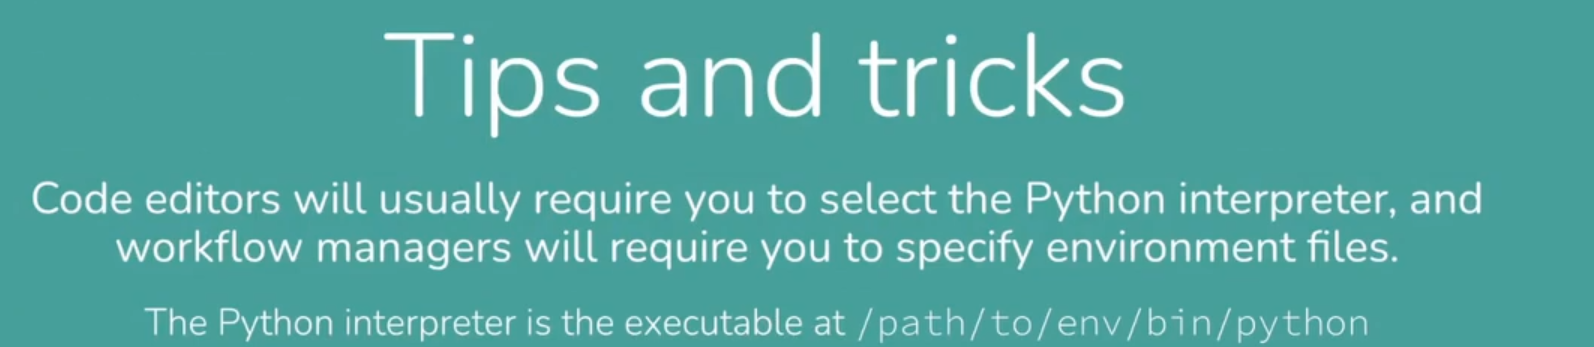 Tips and tricks
Code editors will usually require you to select the Python interpreter, and
workflow managers will require you to specify environment files.
The Python interpreter is the executable at /path/to/env/bin/python